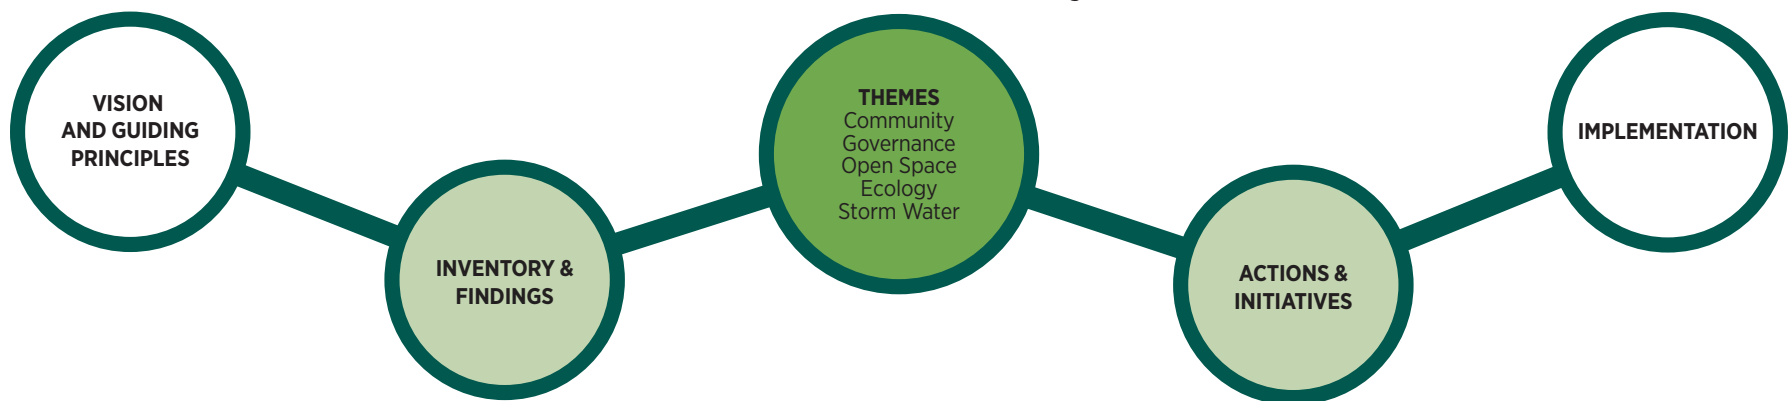 VISION
AND GUIDING
PRINCIPLES
INVENTORY &
FINDINGS
THEMES
Community
Governance
Open Space
Ecology
Storm Water
ACTIONS &
INITIATIVES
IMPLEMENTATION